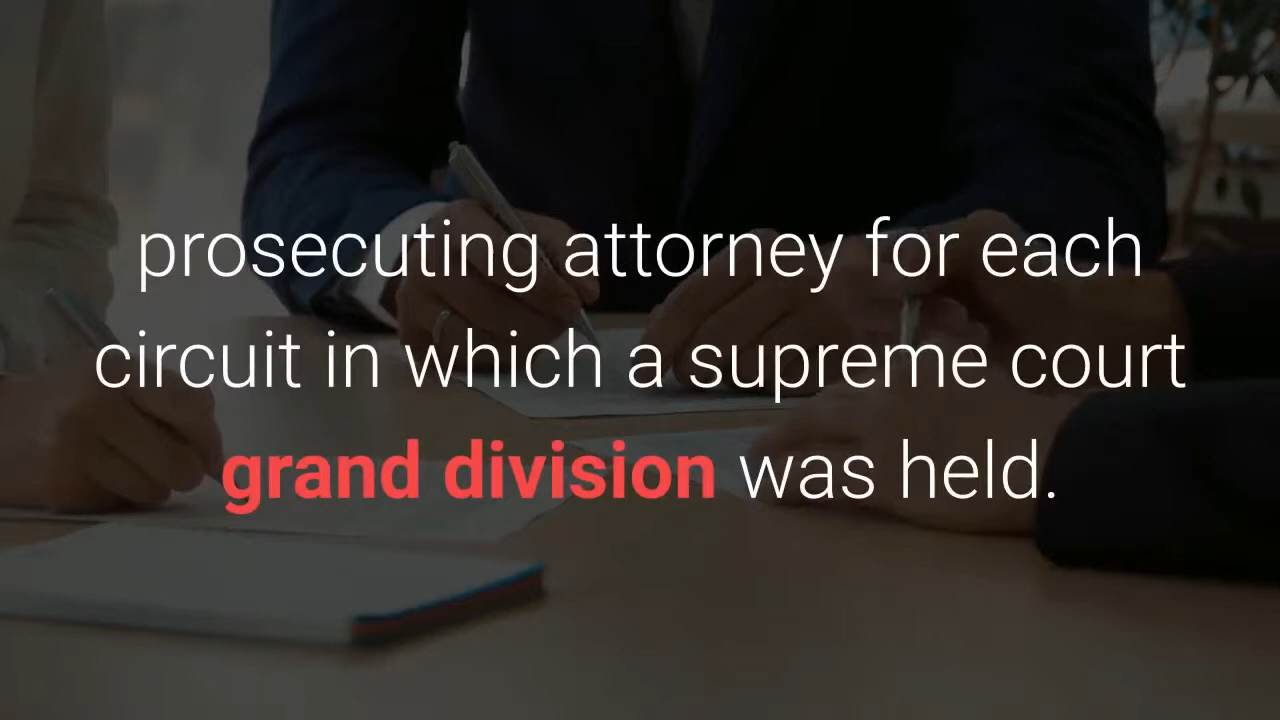 prosecuting attorney for each
circuit in which a supreme court
grand division was held.